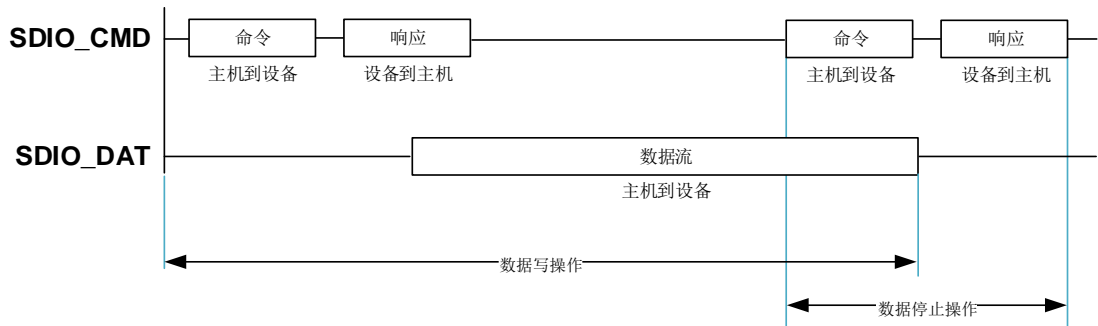 SDIO_CMD
命令
响应
命令
响应
主机到设备
设备到主机
主机到设备
设备到主机
SDIO_DAT
数据流
主机到设备
数据写操作
数据停止操作